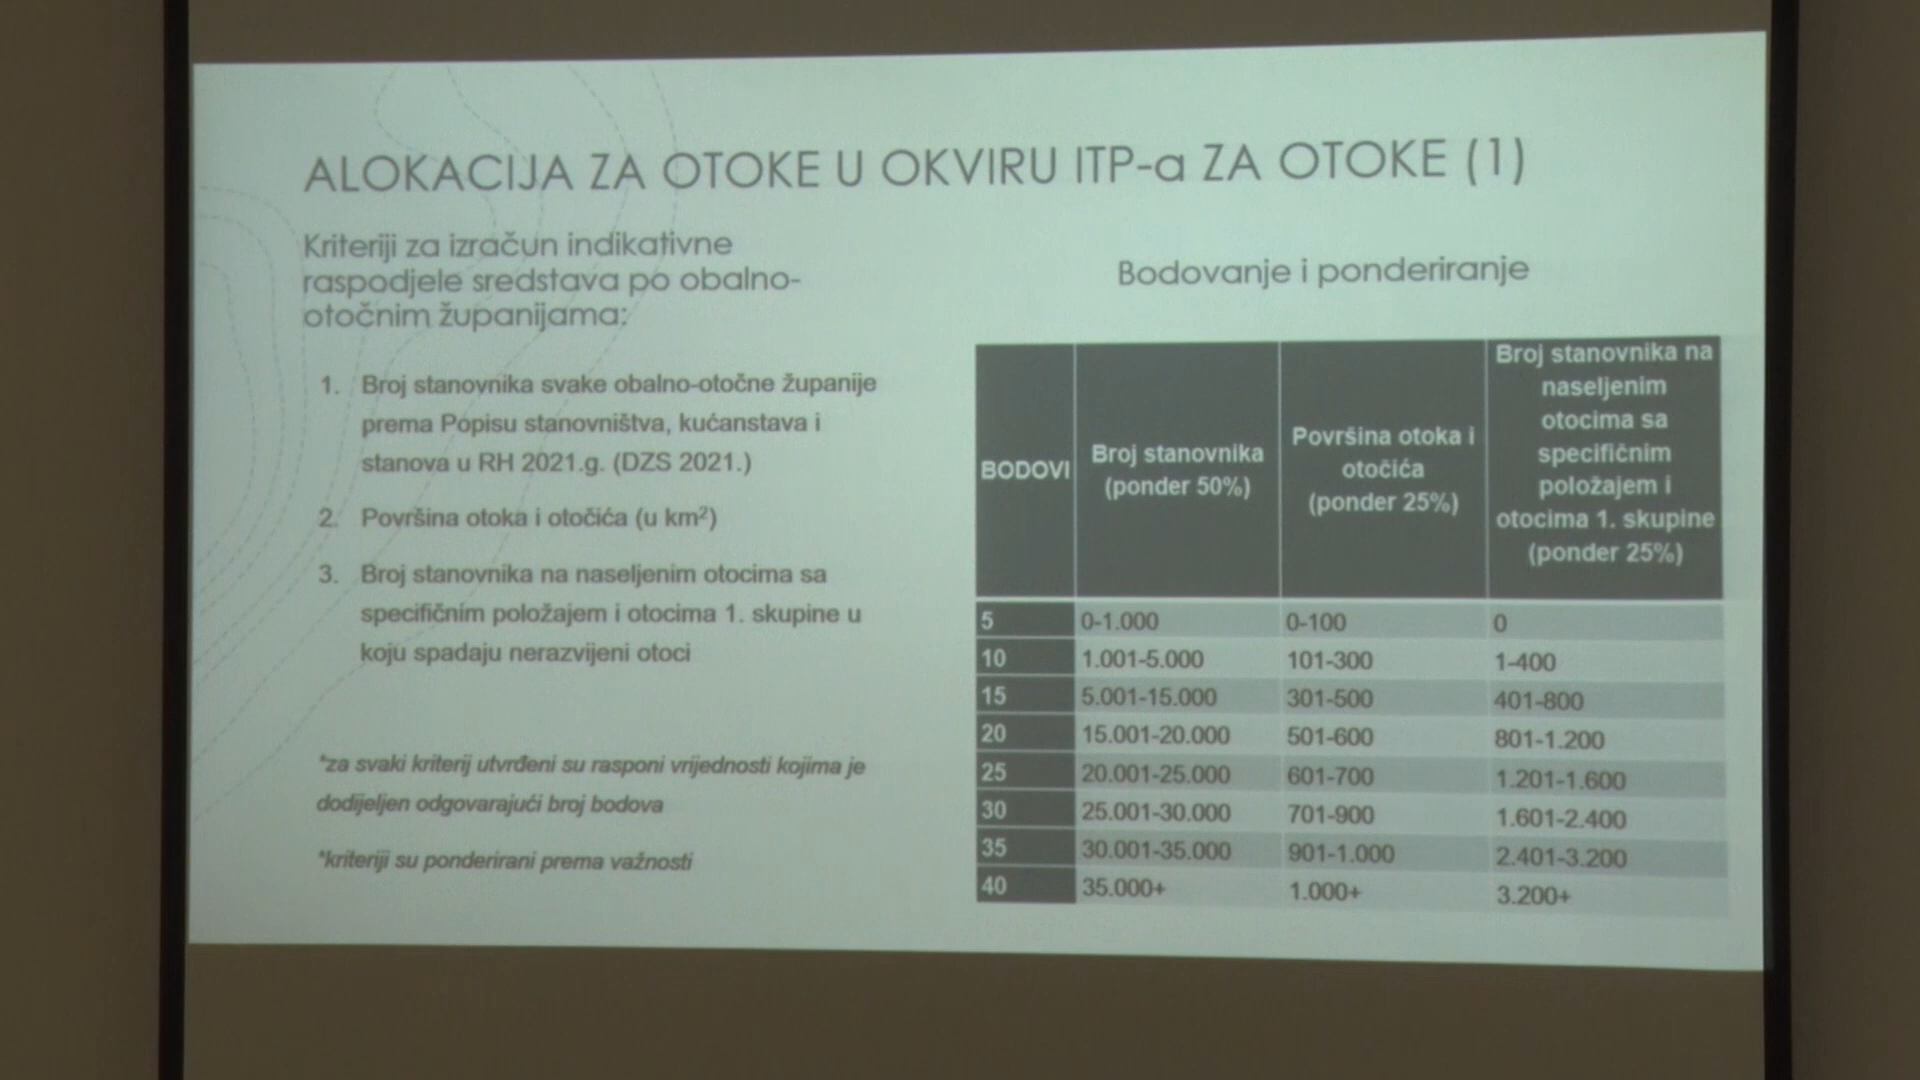 ALOKACIJA ZA OTOKE U OKVIRU ITP-a ZA OTOKE (1)
Kriteriji za izračun indikativne
raspodjele sredstava po obalno-
otočnim županijama:
1. Broj stanovnika svake obalno-otočne županije
prema Popisu stanovništva, kućanstava i
stanova u RH 2021.g. (DZS 2021.)
2. Površina otoka i otočića (u km²)
3. Broj stanovnika na naseljenim otocima sa
specifičnim položajem i otocima 1. skupine u
koju spadaju nerazvijeni otoci
*za svaki kriterij utvrđeni su rasponi vrijednosti kojima je
dodijeljen odgovarajući broj bodova
*kriteriji su ponderirani prema važnosti
Bodovanje i ponderiranje
BODOVI
Broj stanovnika
(ponder 50%)
Površina otoka i
otočića
(ponder 25%)
Broj stanovnika na
naseljenim
otocima sa
specifičnim
položajem i
otocima 1. skupine
(ponder 25%)
5 0-1.000 0-100 0
10 1.001-5.000 101-300 1-400
15 5.001-15.000 301-500 401-800
20 15.001-20.000 501-600 801-1.200
25 20.001-25.000 601-700 1.201-1.600
30 25.001-30.000 701-900 1.601-2.400
35 30.001-35.000 901-1.000 2.401-3.200
40 35.000+ 1.000+ 3.200+